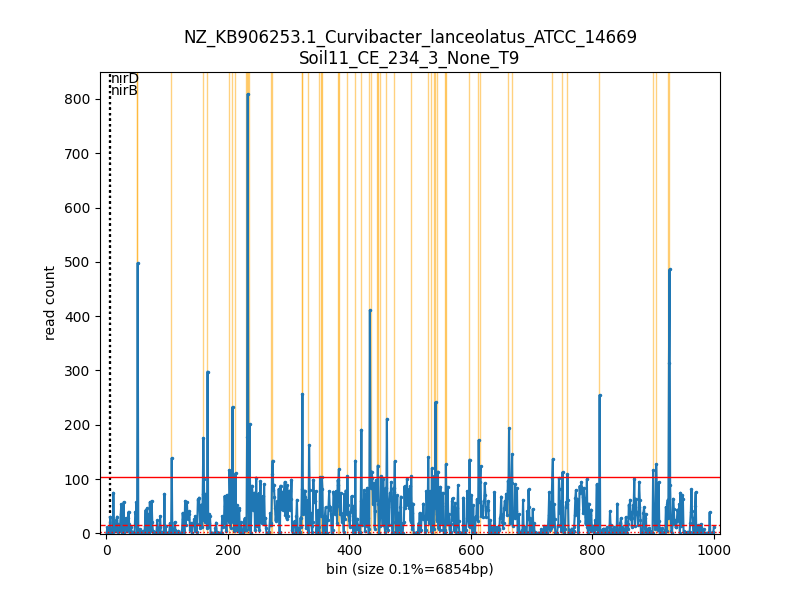 NZ_KB906253.1_Curvibacter_lanceolatus_ATCC_14669
Soil11_CE_234_3_None_T9
nirD
nirB
800
700
600
500
400
300
200
100
0
read count
0
200
400
600
800
1000
bin (size 0.1%=6854bp)